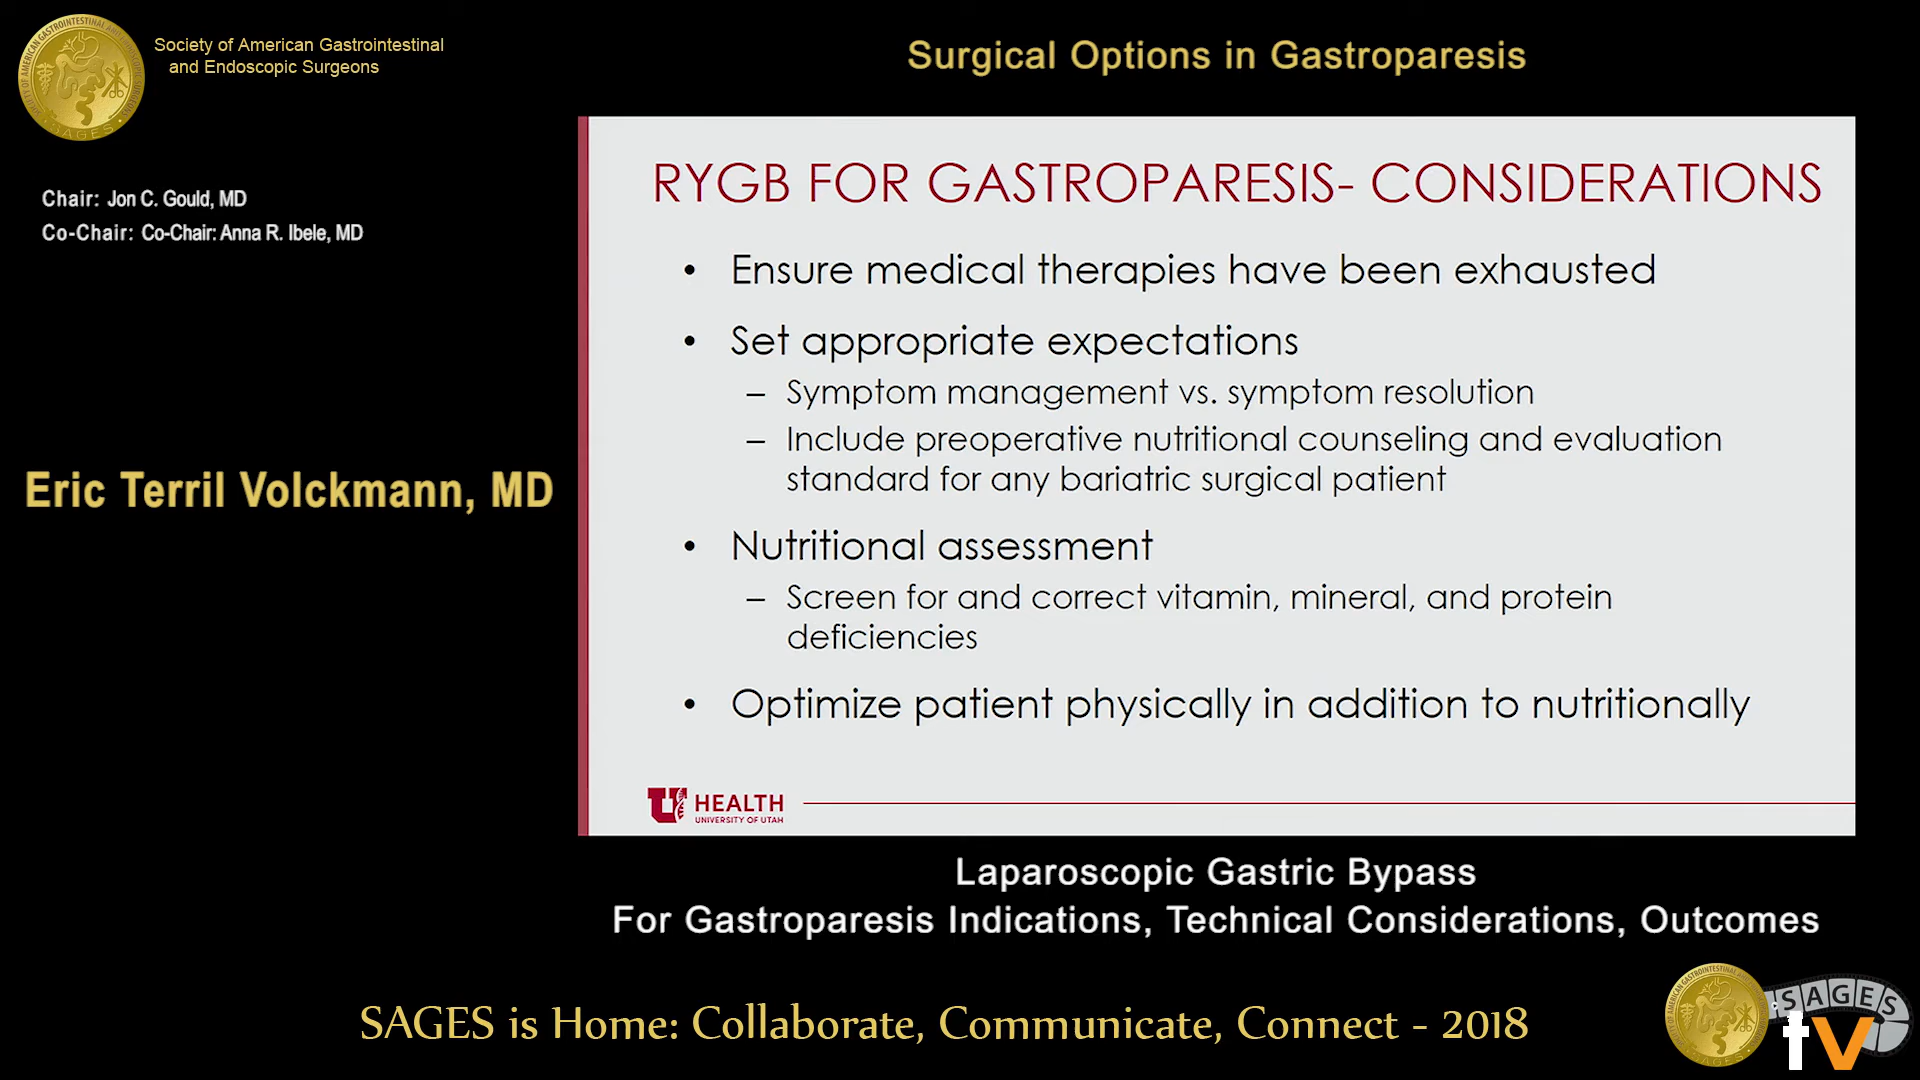 Society of American Gastrointestinal
and Endoscopic Surgeons
Surgical Options in Gastroparesis
Chair: Jon C. Gould, MD
Co-Chair: Co-Chair: Anna R. Ibele, MD
Eric Terril Volckmann, MD
RYGB FOR GASTROPARESIS- CONSIDERATIONS
• Ensure medical therapies have been exhausted
• Set appropriate expectations
– Symptom management vs. symptom resolution
– Include preoperative nutritional counseling and evaluation
standard for any bariatric surgical patient
• Nutritional assessment
– Screen for and correct vitamin, mineral, and protein
deficiencies
• Optimize patient physically in addition to nutritionally
U HEALTH
UNIVERSITY OF UTAH
Laparoscopic Gastric Bypass
For Gastroparesis Indications, Technical Considerations, Outcomes
SAGES is Home: Collaborate, Communicate, Connect - 2018
SAGES
tv